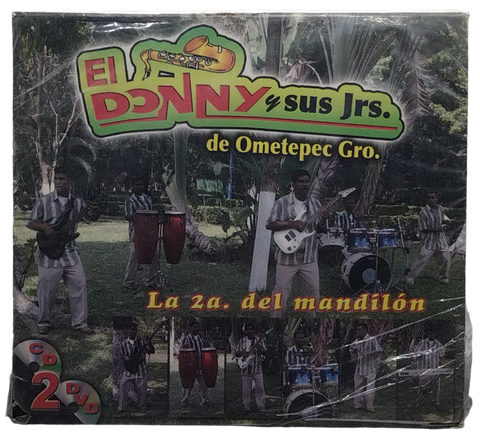 El
DONNY y sus Jrs.
de Ometepec Gro.
La 2a. del mandilón
CD
2
DVD